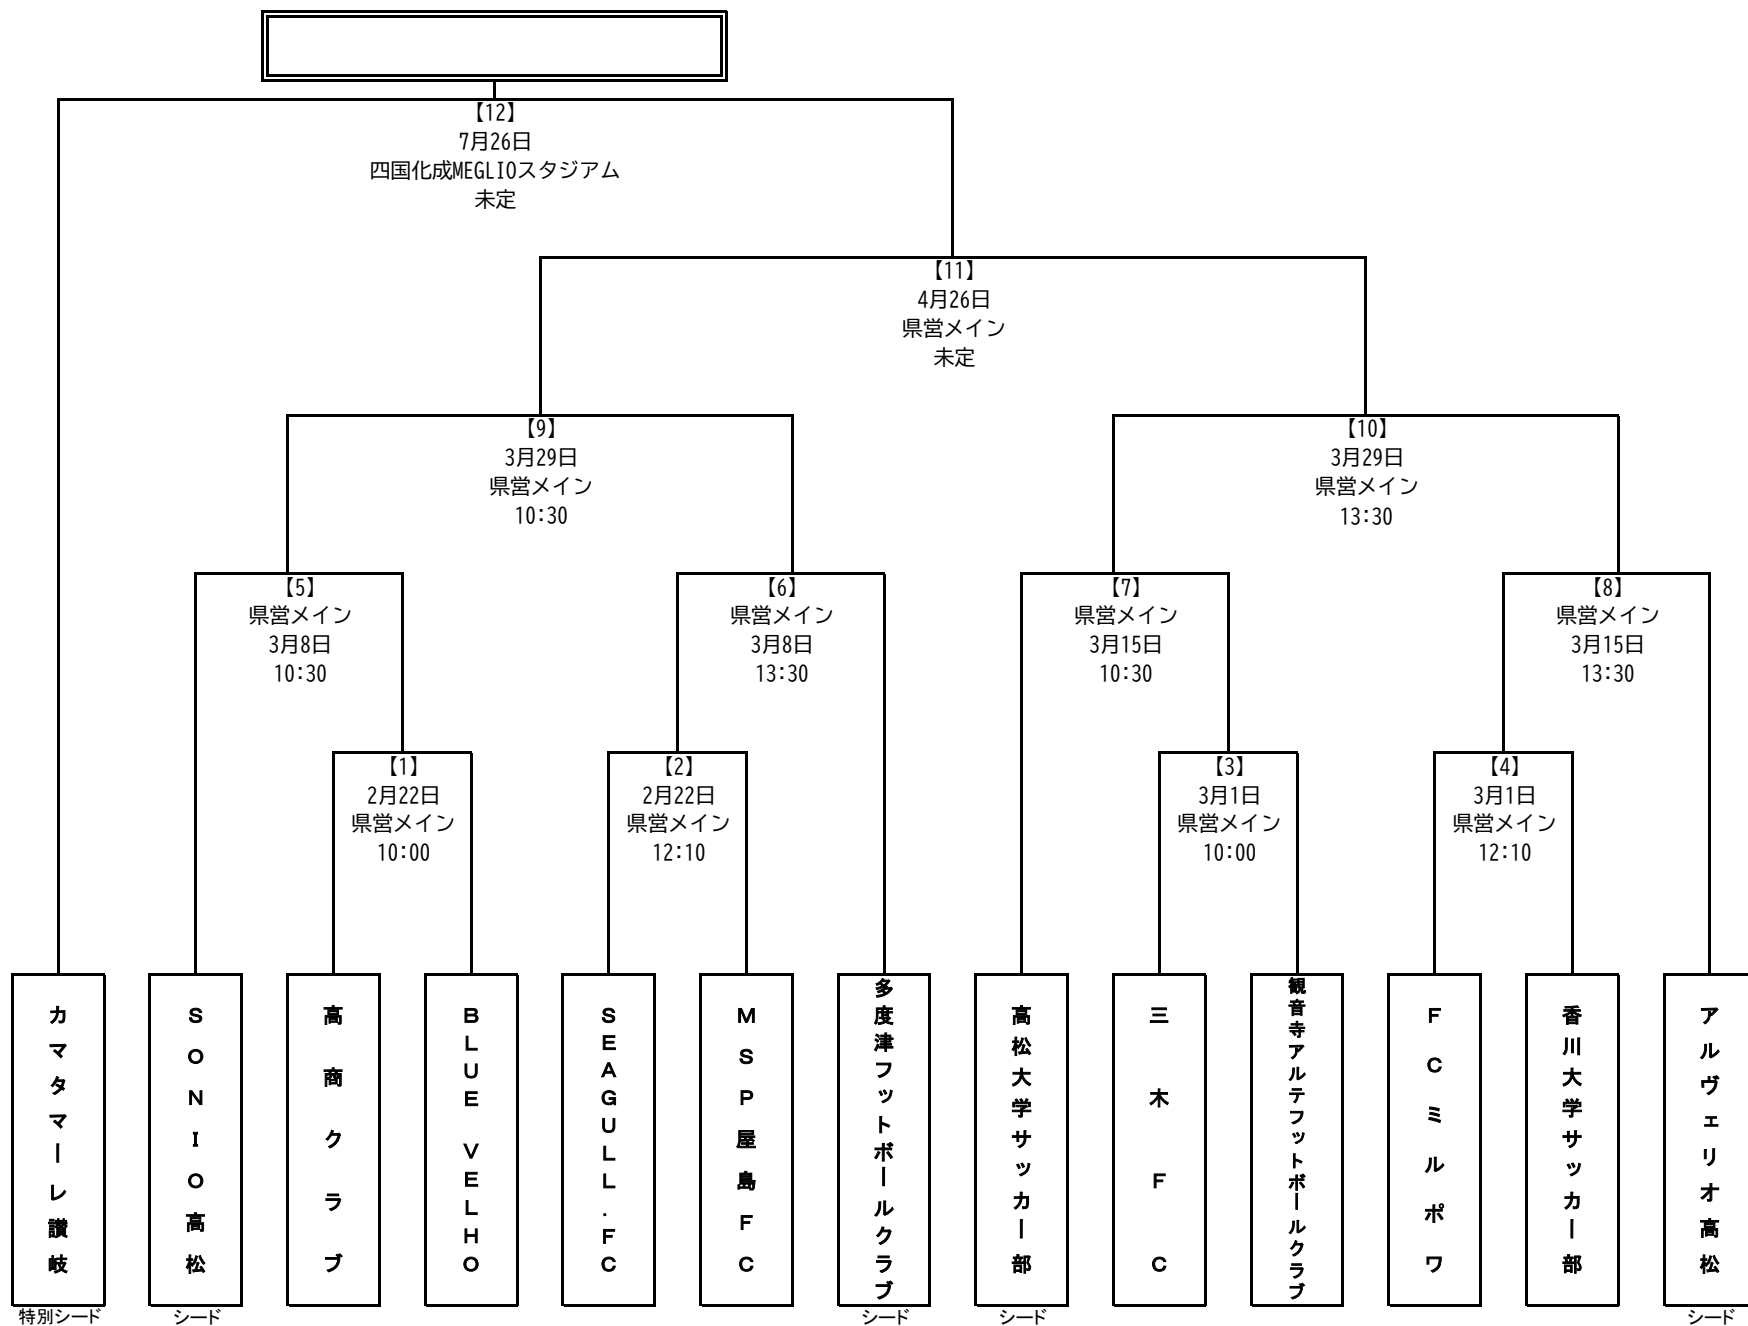 【12】
7月26日
四国化成MEGLIOスタジアム
未定
【11】
4月26日
県営メイン
未定
【9】
3月29日
県営メイン
10:30
【10】
3月29日
県営メイン
13:30
【5】
県営メイン
3月8日
10:30
【6】
県営メイン
3月8日
13:30
【7】
県営メイン
3月15日
10:30
【8】
県営メイン
3月15日
13:30
【1】
2月22日
県営メイン
10:00
【2】
2月22日
県営メイン
12:10
【3】
3月1日
県営メイン
10:00
【4】
3月1日
県営メイン
12:10
カマタマーレ讃岐
SONIO高松
高商クラブ
BLUE VELHO
SEAGULL.FC
MSP屋島FC
多度津フットボールクラブ
高松大学サッカー部
三木FC
観音寺アルテフットボールクラブ
FCミルポワ
香川大学サッカー部
アルヴェリオ高松
特別シード
シード
シード
シード
シード